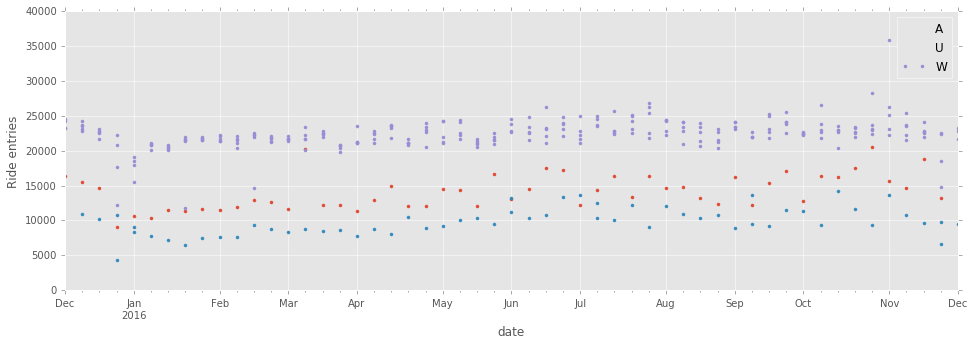 40000
35000
30000
25000
20000
15000
10000
5000
0
Ride entries
A
U
W
Dec Jan Feb Mar Apr May Jun Jul Aug Sep Oct Nov Dec
2016
date